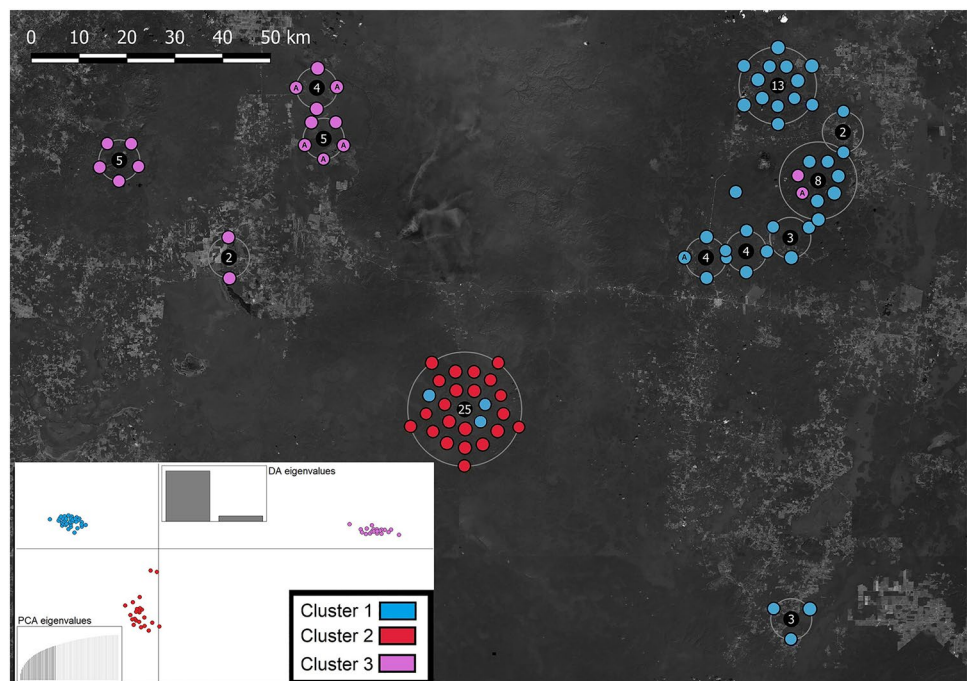 0 10 20 30 40 50 km
4
A A
5
A A A
5
2
13
2
8
A
3
4
4
A
25
3
DA eigenvalues
PCA eigenvalues
Cluster 1
Cluster 2
Cluster 3